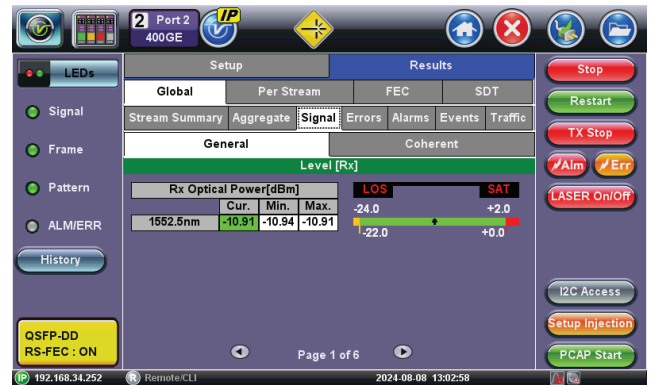 2 Port 2
400GE
IP
LEDs
Setup
Results
Stop
Global
Per Stream
FEC
SDT
Restart
Signal
Stream Summary
Aggregate
Signal
Errors
Alarms
Events
Traffic
TX Stop
Frame
General
Coherent
Level [Rx]
Alm
Err
Pattern
Rx Optical Power[dBm]
LOS
SAT
LASER On/Off
Cur.
Min.
Max.
-24.0
+2.0
ALM/ERR
1552.5nm
-10.91
-10.94
-10.91
-22.0
+0.0
History
I2C Access
QSFP-DD
RS-FEC : ON
Setup Injection
Page 1 of 6
PCAP Start
IP 192.168.34.252
R Remote/CLI
2024-08-08 13:02:58